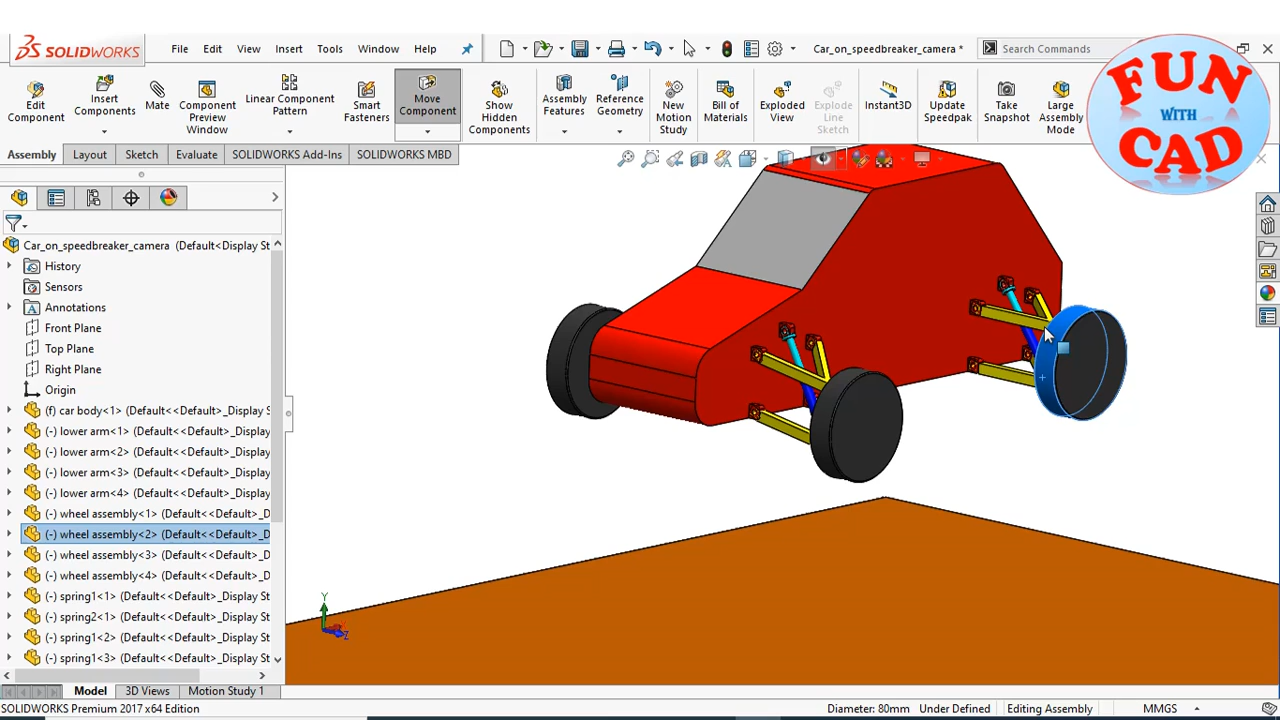 SOLIDWORKS
File Edit View Insert Tools Window Help
Car_on_speedbreaker_camera *
Search Commands
FUN
WITH
CAD
Edit
Component
Insert
Components
Mate
Component
Preview
Window
Linear Component
Pattern
Smart
Fasteners
Move
Component
Show
Hidden
Components
Assembly
Features
Reference
Geometry
New
Motion
Study
Bill of
Materials
Exploded
View
Explode
Line
Sketch
Instant3D
Update
Speedpak
Take
Snapshot
Large
Assembly
Mode
Assembly Layout Sketch Evaluate SOLIDWORKS Add-Ins SOLIDWORKS MBD
Car_on_speedbreaker_camera (Default<Display St
History
Sensors
Annotations
Front Plane
Top Plane
Right Plane
Origin
(f) car body<1> (Default<<Default>_Display S
(-) lower arm<1> (Default<<Default>_Display
(-) lower arm<2> (Default<<Default>_Display
(-) lower arm<3> (Default<<Default>_Display
(-) lower arm<4> (Default<<Default>_Display
(-) wheel assembly<1> (Default<<Default>_D
(-) wheel assembly<2> (Default<<Default>_D
(-) wheel assembly<3> (Default<<Default>_D
(-) wheel assembly<4> (Default<<Default>_D
(-) spring1<1> (Default<<Default>_Display St
(-) spring2<1> (Default<<Default>_Display St
(-) spring1<2> (Default<<Default>_Display St
(-) spring1<3> (Default<<Default>_Display St
Y
Z
Model 3D Views Motion Study 1
SOLIDWORKS Premium 2017 x64 Edition
Diameter: 80mm Under Defined Editing Assembly MMGS